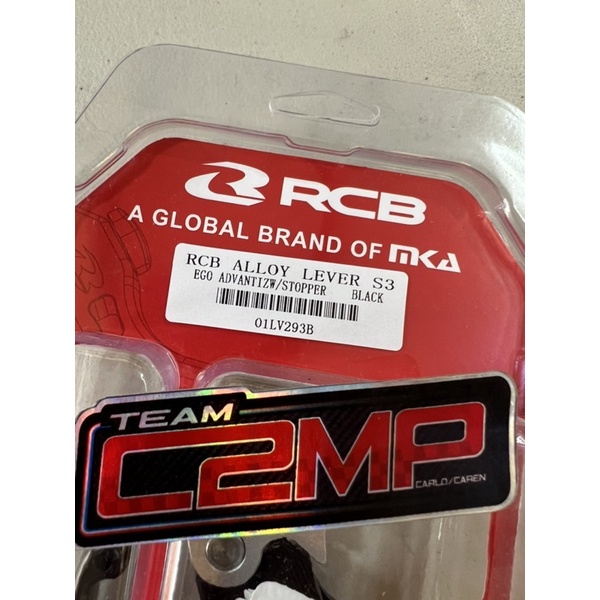 RCB
A GLOBAL BRAND OF MKA
RCB ALLOY LEVER S3
EGO ADVANTIZW/STOPPER BLACK
01LV293B
TEAM
C2MP
CARLO/CAREN